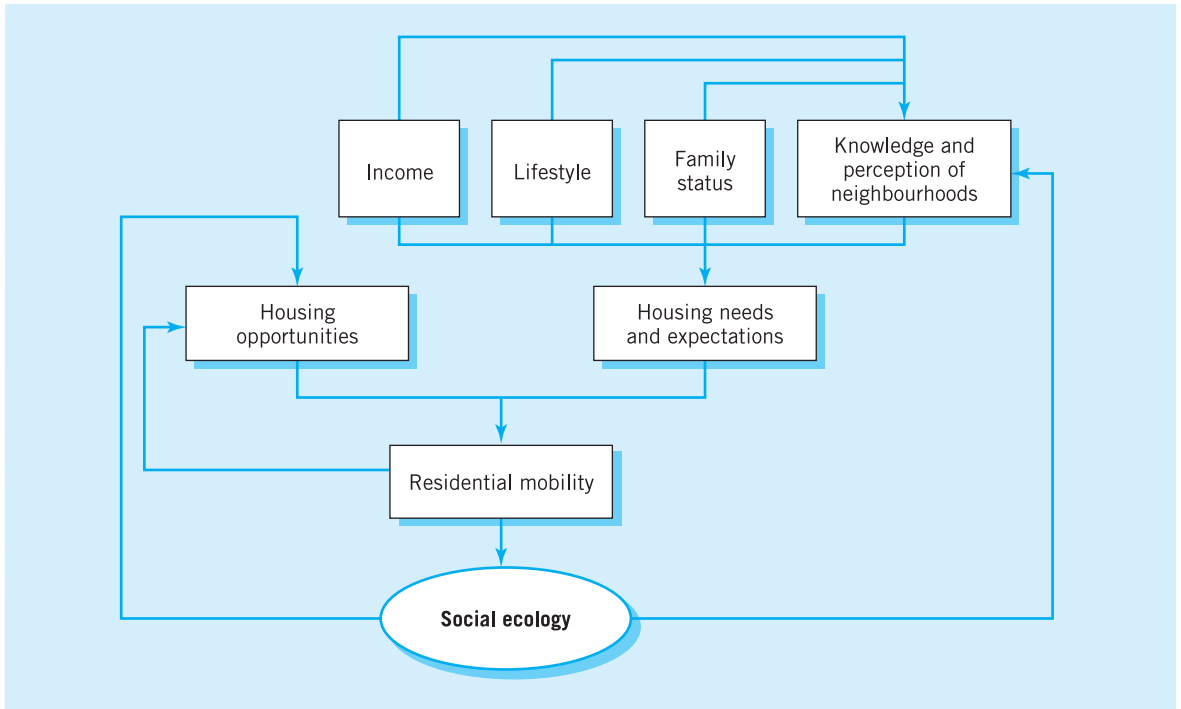 Income
Lifestyle
Family
status
Knowledge and
perception of
neighbourhoods
Housing
opportunities
Housing needs
and expectations
Residential mobility
Social ecology